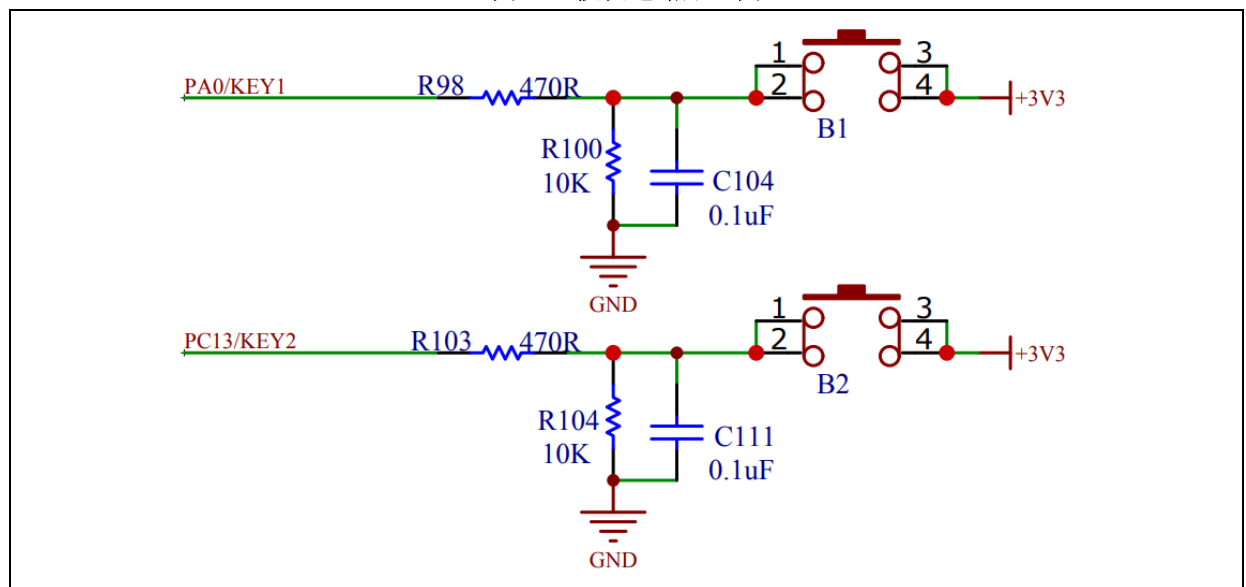 1
3
PA0/KEY1
R98
470R
2
4
+3V3
B1
R100
10K
C104
0.1uF
GND
1
3
PC13/KEY2
R103
470R
2
4
+3V3
B2
R104
10K
C111
0.1uF
GND